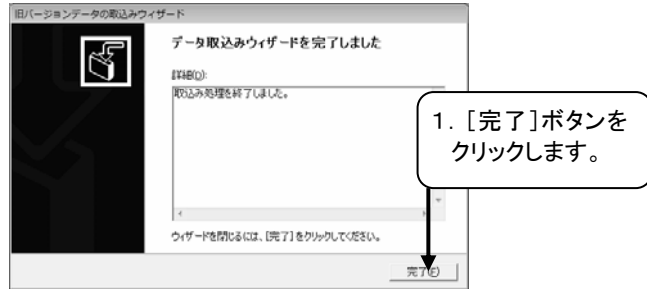 旧バージョンデータの取込みウィザード
データ取込みウィザードを完了しました
詳細(D):
取込み処理を終了しました。
1. [完了]ボタンを
クリックします。
ウィザードを閉じるには、[完了]をクリックしてください。
完了(F)